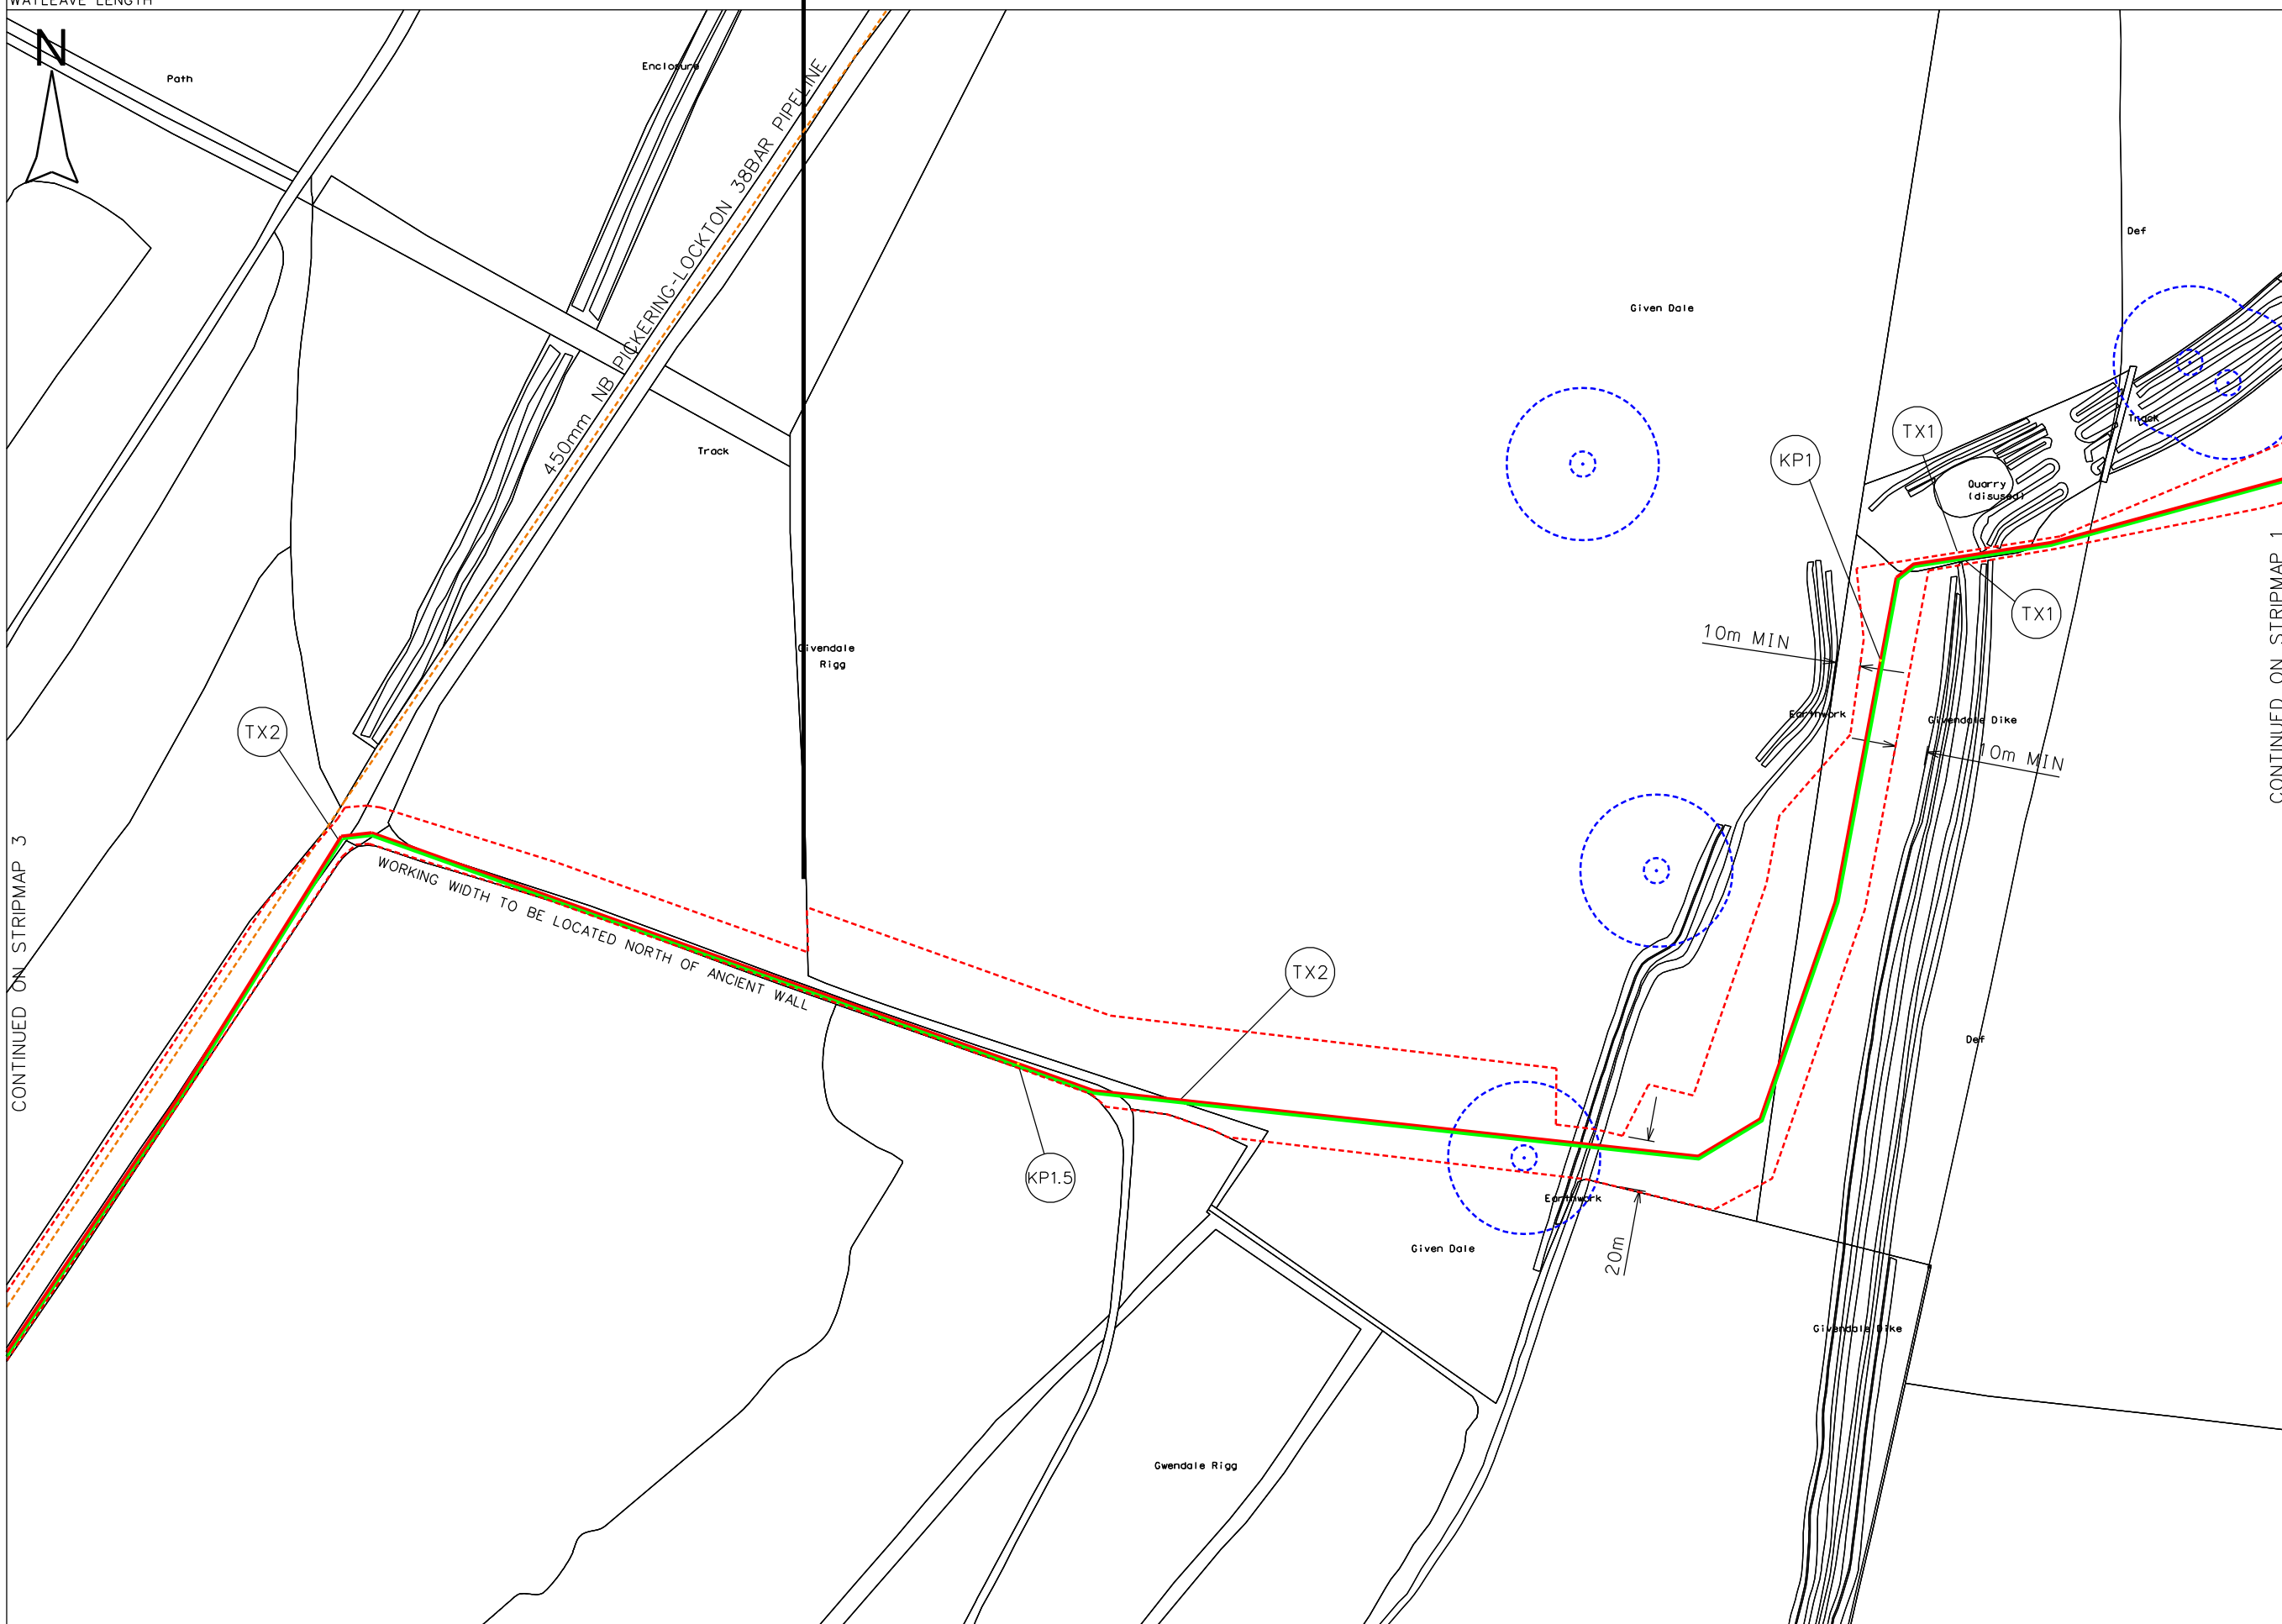 WAYLEAVE LENGTH
N
Path
Enclosure
450mm NB PICKERING-LOCKTON 38BAR PIPELINE
Track
Givendale
Rigg
Given Dale
Def
Track
TX1
KP1
Quarry
(disused)
TX1
10m MIN
Earthwork
Givendale Dike
10m MIN
CONTINUED ON STRIPMAP 1
TX2
WORKING WIDTH TO BE LOCATED NORTH OF ANCIENT WALL
CONTINUED ON STRIPMAP 3
TX2
KP1.5
Def
Earthwork
20m
Given Dale
Givendale Dike
Gwendale Rigg